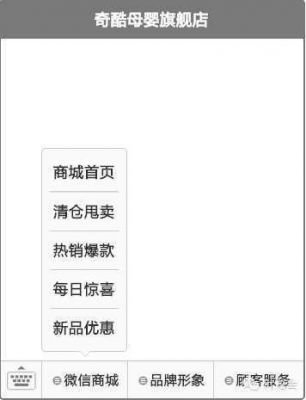 奇酷母婴旗舰店
商城首页
清仓甩卖
热销爆款
每日惊喜
新品优惠
微信商城 品牌形象 顾客服务